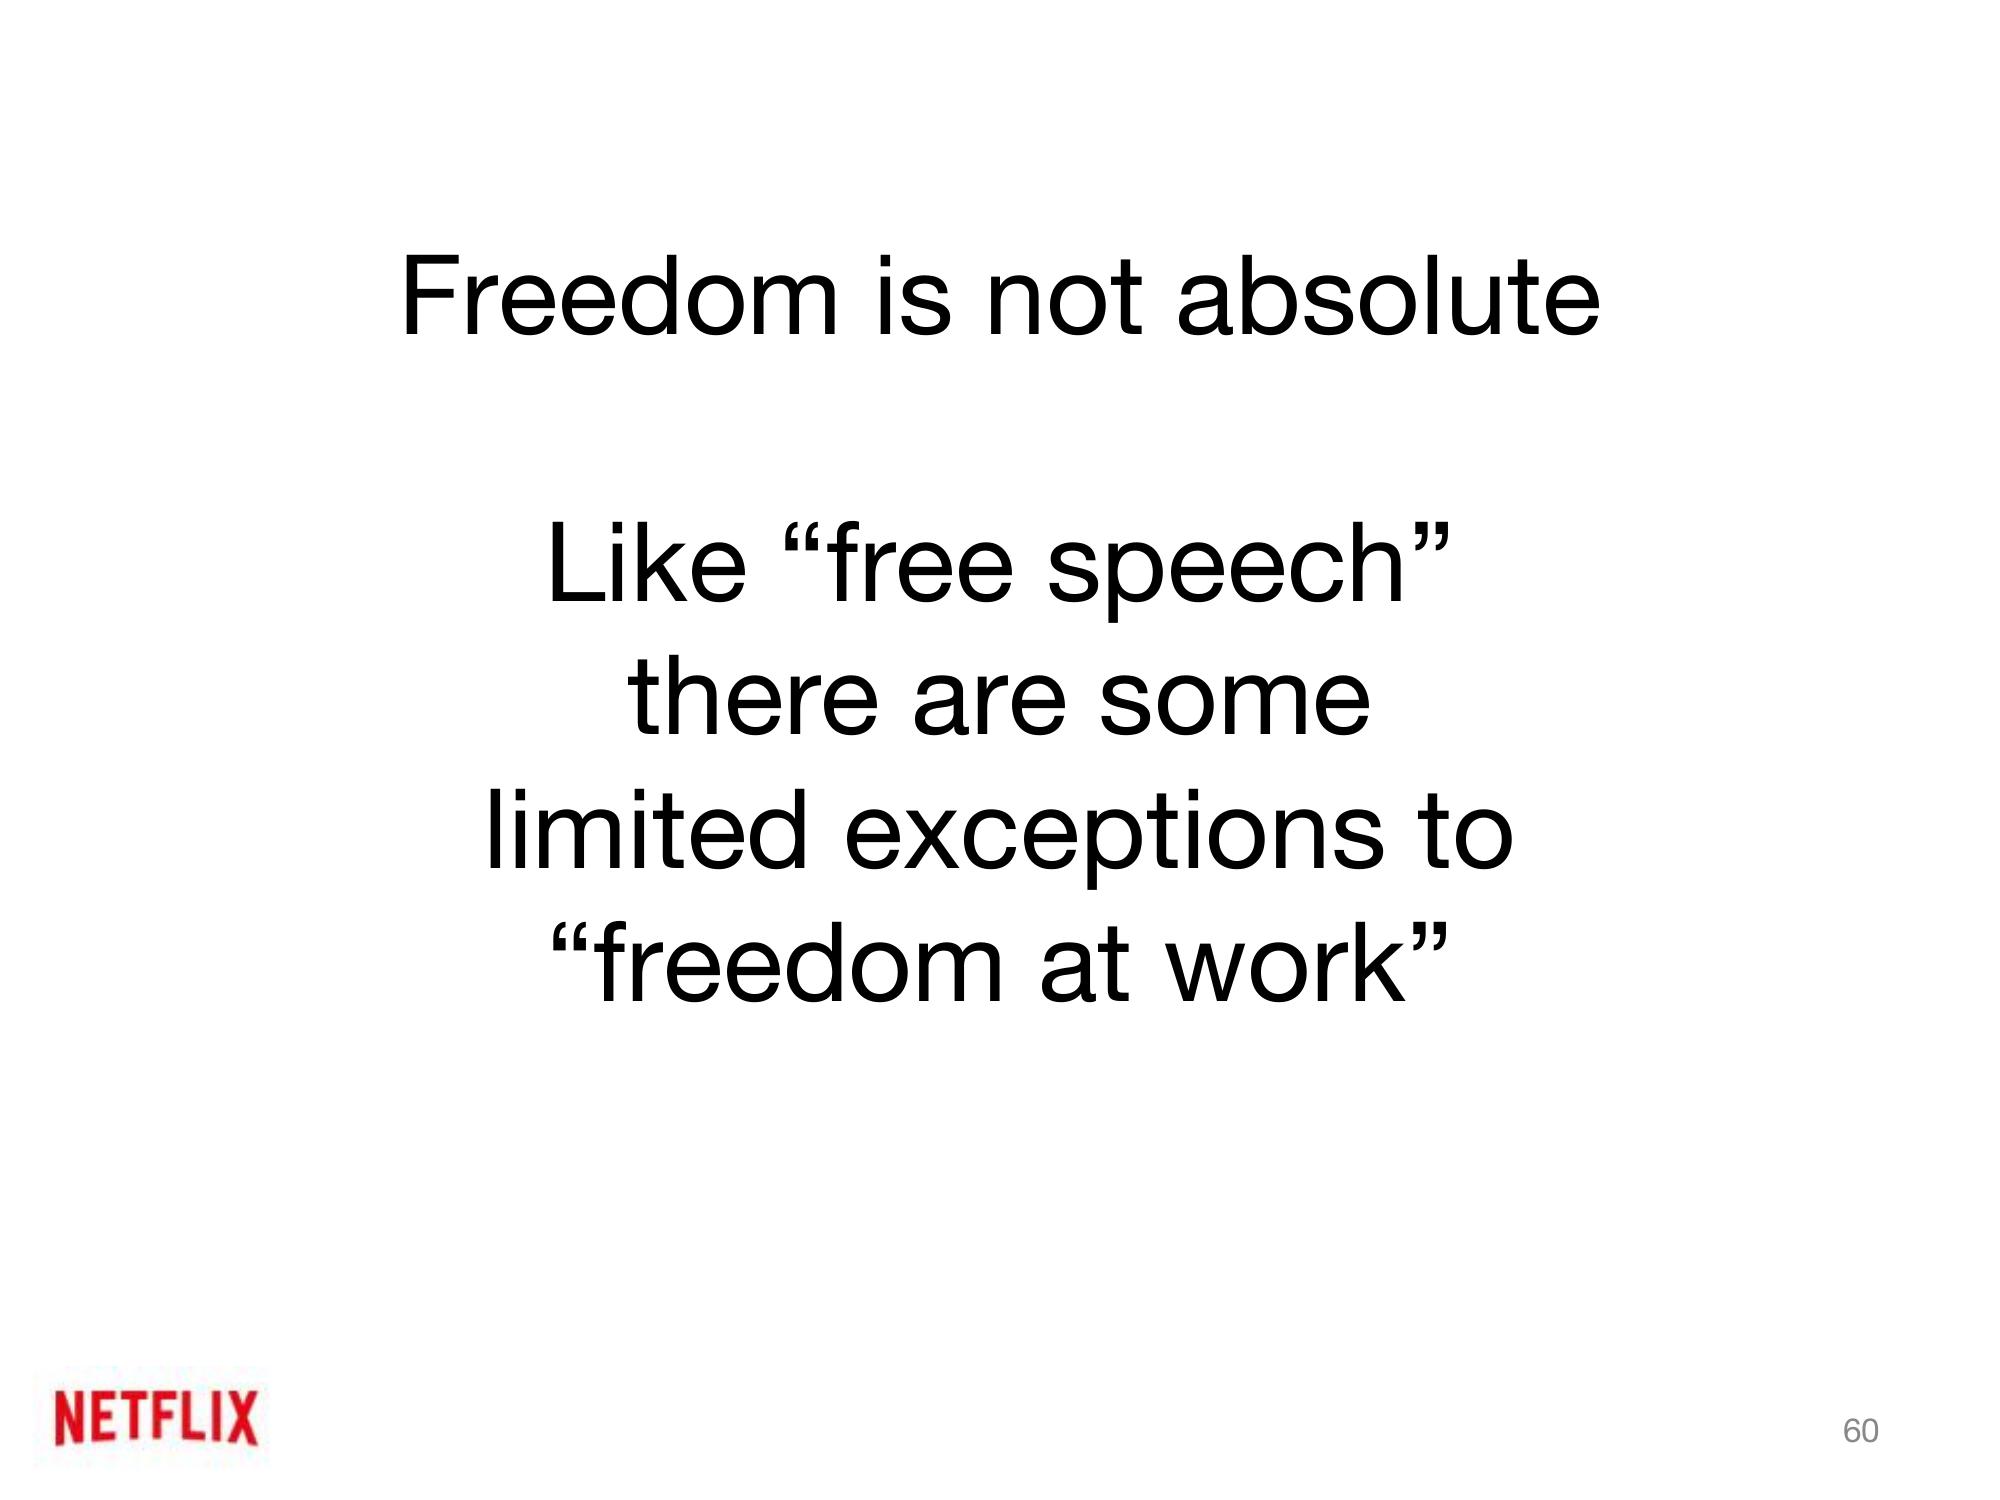 Freedom is not absolute
Like “free speech”
there are some
limited exceptions to
“freedom at work”
NETFLIX
60